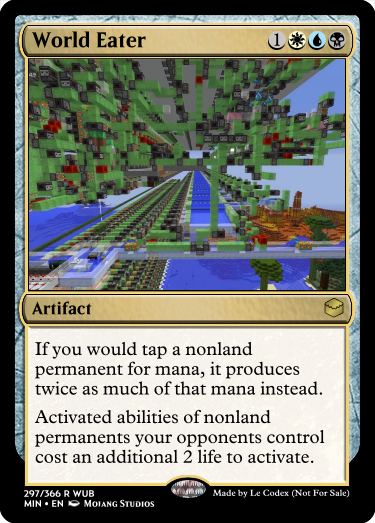 World Eater 1
Artifact
If you would tap a nonland
permanent for mana, it produces
twice as much of that mana instead.
Activated abilities of nonland
permanents your opponents control
cost an additional 2 life to activate.
297/366 R WUB
MIN • EN Mojang Studios
Made by Le Codex (Not For Sale)